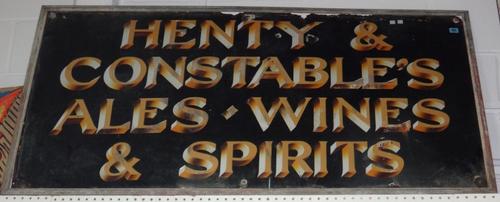 HENTY &
CONSTABLE'S
ALES · WINES
& SPIRITS